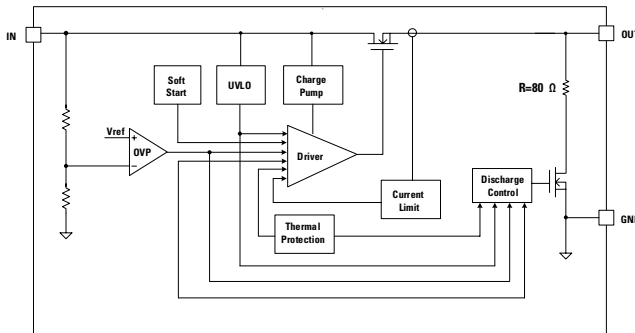 IN
OUT
Soft
Start
UVLO
Charge
Pump
R=80 Ω
Vref
+
OVP
−
Driver
Discharge
Control
Current
Limit
Thermal
Protection
GND